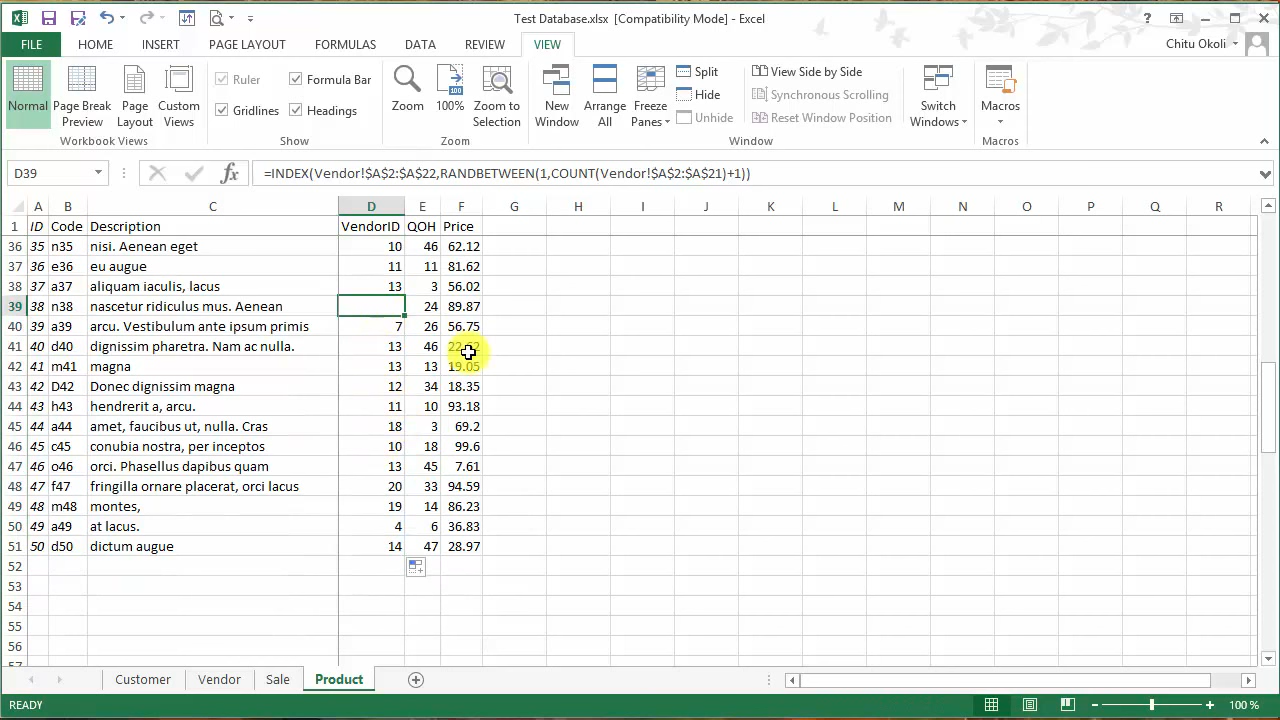 Test Database.xlsx [Compatibility Mode] - Excel
?
FILE HOME INSERT PAGE LAYOUT FORMULAS DATA REVIEW VIEW Chitu Okoli
Normal
Page Break Preview
Page Layout
Custom Views
Workbook Views
Ruler
Formula Bar
Gridlines
Headings
Show
Zoom
100%
Zoom to Selection
Zoom
New Window
Arrange All
Freeze Panes
Split
Hide
Unhide
View Side by Side
Synchronous Scrolling
Reset Window Position
Window
Switch Windows
Macros
Macros
D39 fx =INDEX(Vendor!$A$2:$A$22,RANDBETWEEN(1,COUNT(Vendor!$A$2:$A$21)+1))
A B C D E F G H I J K L M N O P Q R
1 ID Code Description VendorID QOH Price
36 35 n35 nisi. Aenean eget 10 46 62.12
37 36 e36 eu augue 11 11 81.62
38 37 a37 aliquam iaculis, lacus 13 3 56.02
39 38 n38 nascetur ridiculus mus. Aenean 24 89.87
40 39 a39 arcu. Vestibulum ante ipsum primis 7 26 56.75
41 40 d40 dignissim pharetra. Nam ac nulla. 13 46
42 41 m41 magna 13 13 19.05
43 42 D42 Donec dignissim magna 12 34 18.35
44 43 h43 hendrerit a, arcu. 11 10 93.18
45 44 a44 amet, faucibus ut, nulla. Cras 18 3 69.2
46 45 c45 conubia nostra, per inceptos 10 18 99.6
47 46 o46 orci. Phasellus dapibus quam 13 45 7.61
48 47 f47 fringilla ornare placerat, orci lacus 20 33 94.59
49 48 m48 montes, 19 14 86.23
50 49 a49 at lacus. 4 6 36.83
51 50 d50 dictum augue 14 47 28.97
52
53
54
55
56
Customer Vendor Sale Product
READY 100 %